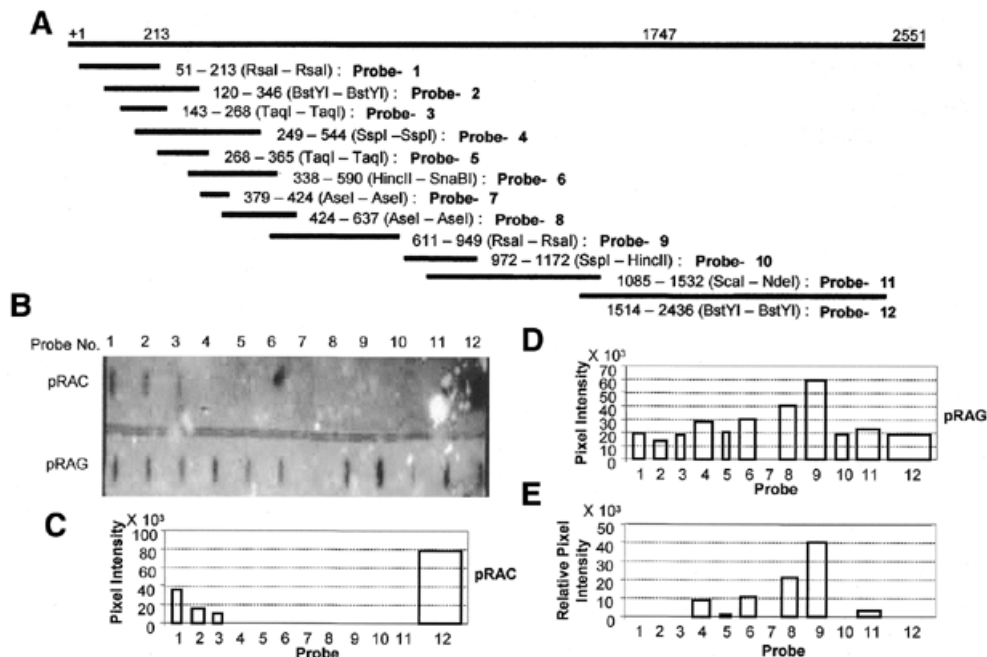 A
+1 213 1747 2551
51 – 213 (RsaI – RsaI) : Probe- 1
120 – 346 (BstYI – BstYI) : Probe- 2
143 – 268 (TaqI – TaqI) : Probe- 3
249 – 544 (SspI –SspI) : Probe- 4
268 – 365 (TaqI – TaqI) : Probe- 5
338 – 590 (HincII – SnaBI) : Probe- 6
379 – 424 (AseI – AseI) : Probe- 7
424 – 637 (AseI – AseI) : Probe- 8
611 – 949 (RsaI – RsaI) : Probe- 9
972 – 1172 (SspI – HincII) : Probe- 10
1085 – 1532 (ScaI – NdeI) : Probe- 11
1514 – 2436 (BstYI – BstYI) : Probe- 12
B
Probe No. 1 2 3 4 5 6 7 8 9 10 11 12
pRAC
pRAG
C
X 10³
Pixel Intensity
100
80
60
40
20
0
1 2 3 4 5 6 7 8 9 10 11 12
Probe
pRAC
D
X 10³
Pixel Intensity
70
60
50
40
30
20
10
0
1 2 3 4 5 6 7 8 9 10 11 12
Probe
pRAG
E
X 10³
Relative Pixel
Intensity
50
40
30
20
10
0
1 2 3 4 5 6 7 8 9 10 11 12
Probe